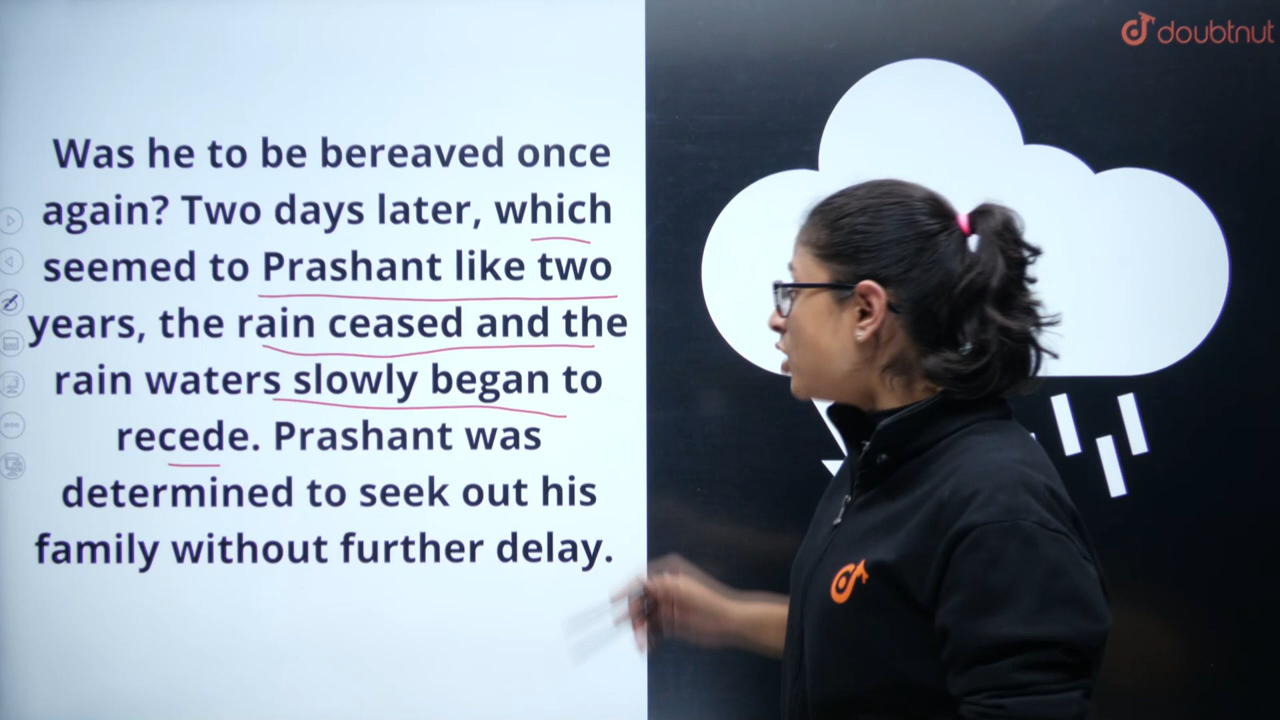 doubtnut
Was he to be bereaved once
again? Two days later, which
seemed to Prashant like two
years, the rain ceased and the
rain waters slowly began to
recede. Prashant was
determined to seek out his
family without further delay.